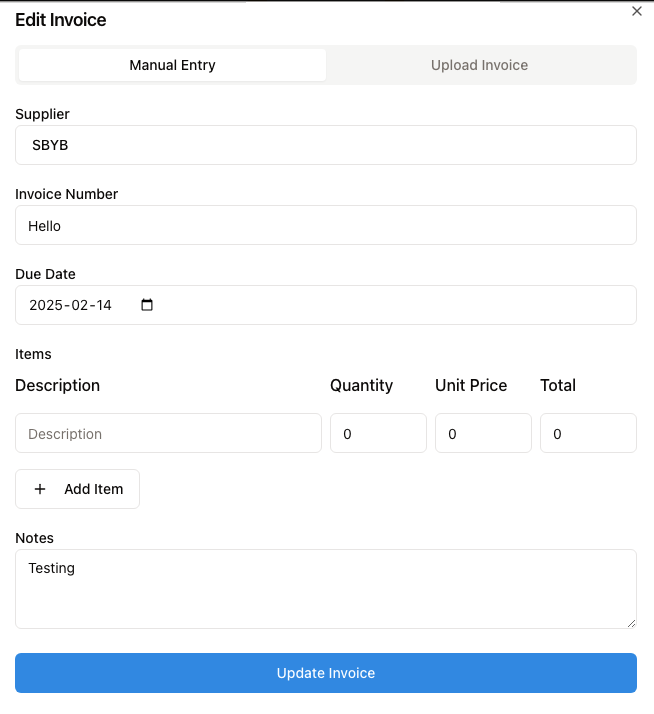 Edit Invoice
Manual Entry Upload Invoice
Supplier
SBYB
Invoice Number
Hello
Due Date
2025-02-14
Items
Description Quantity Unit Price Total
Description 0 0 0
+ Add Item
Notes
Testing
Update Invoice